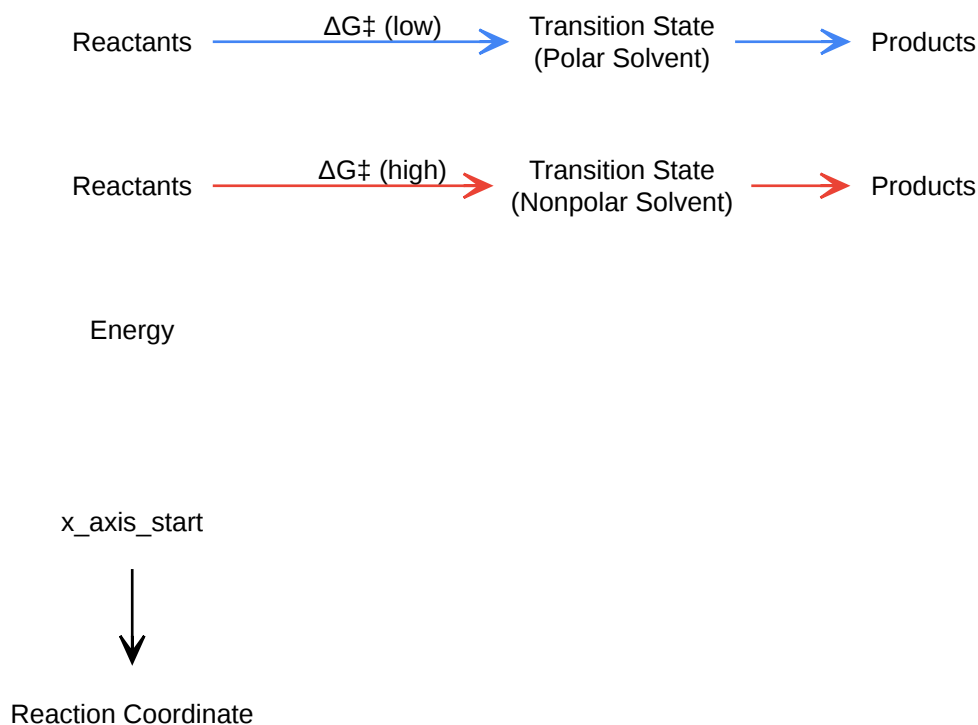 Reactants
ΔG‡ (low)
Transition State
(Polar Solvent)
Products
Reactants
ΔG‡ (high)
Transition State
(Nonpolar Solvent)
Products
Energy
x_axis_start
Reaction Coordinate